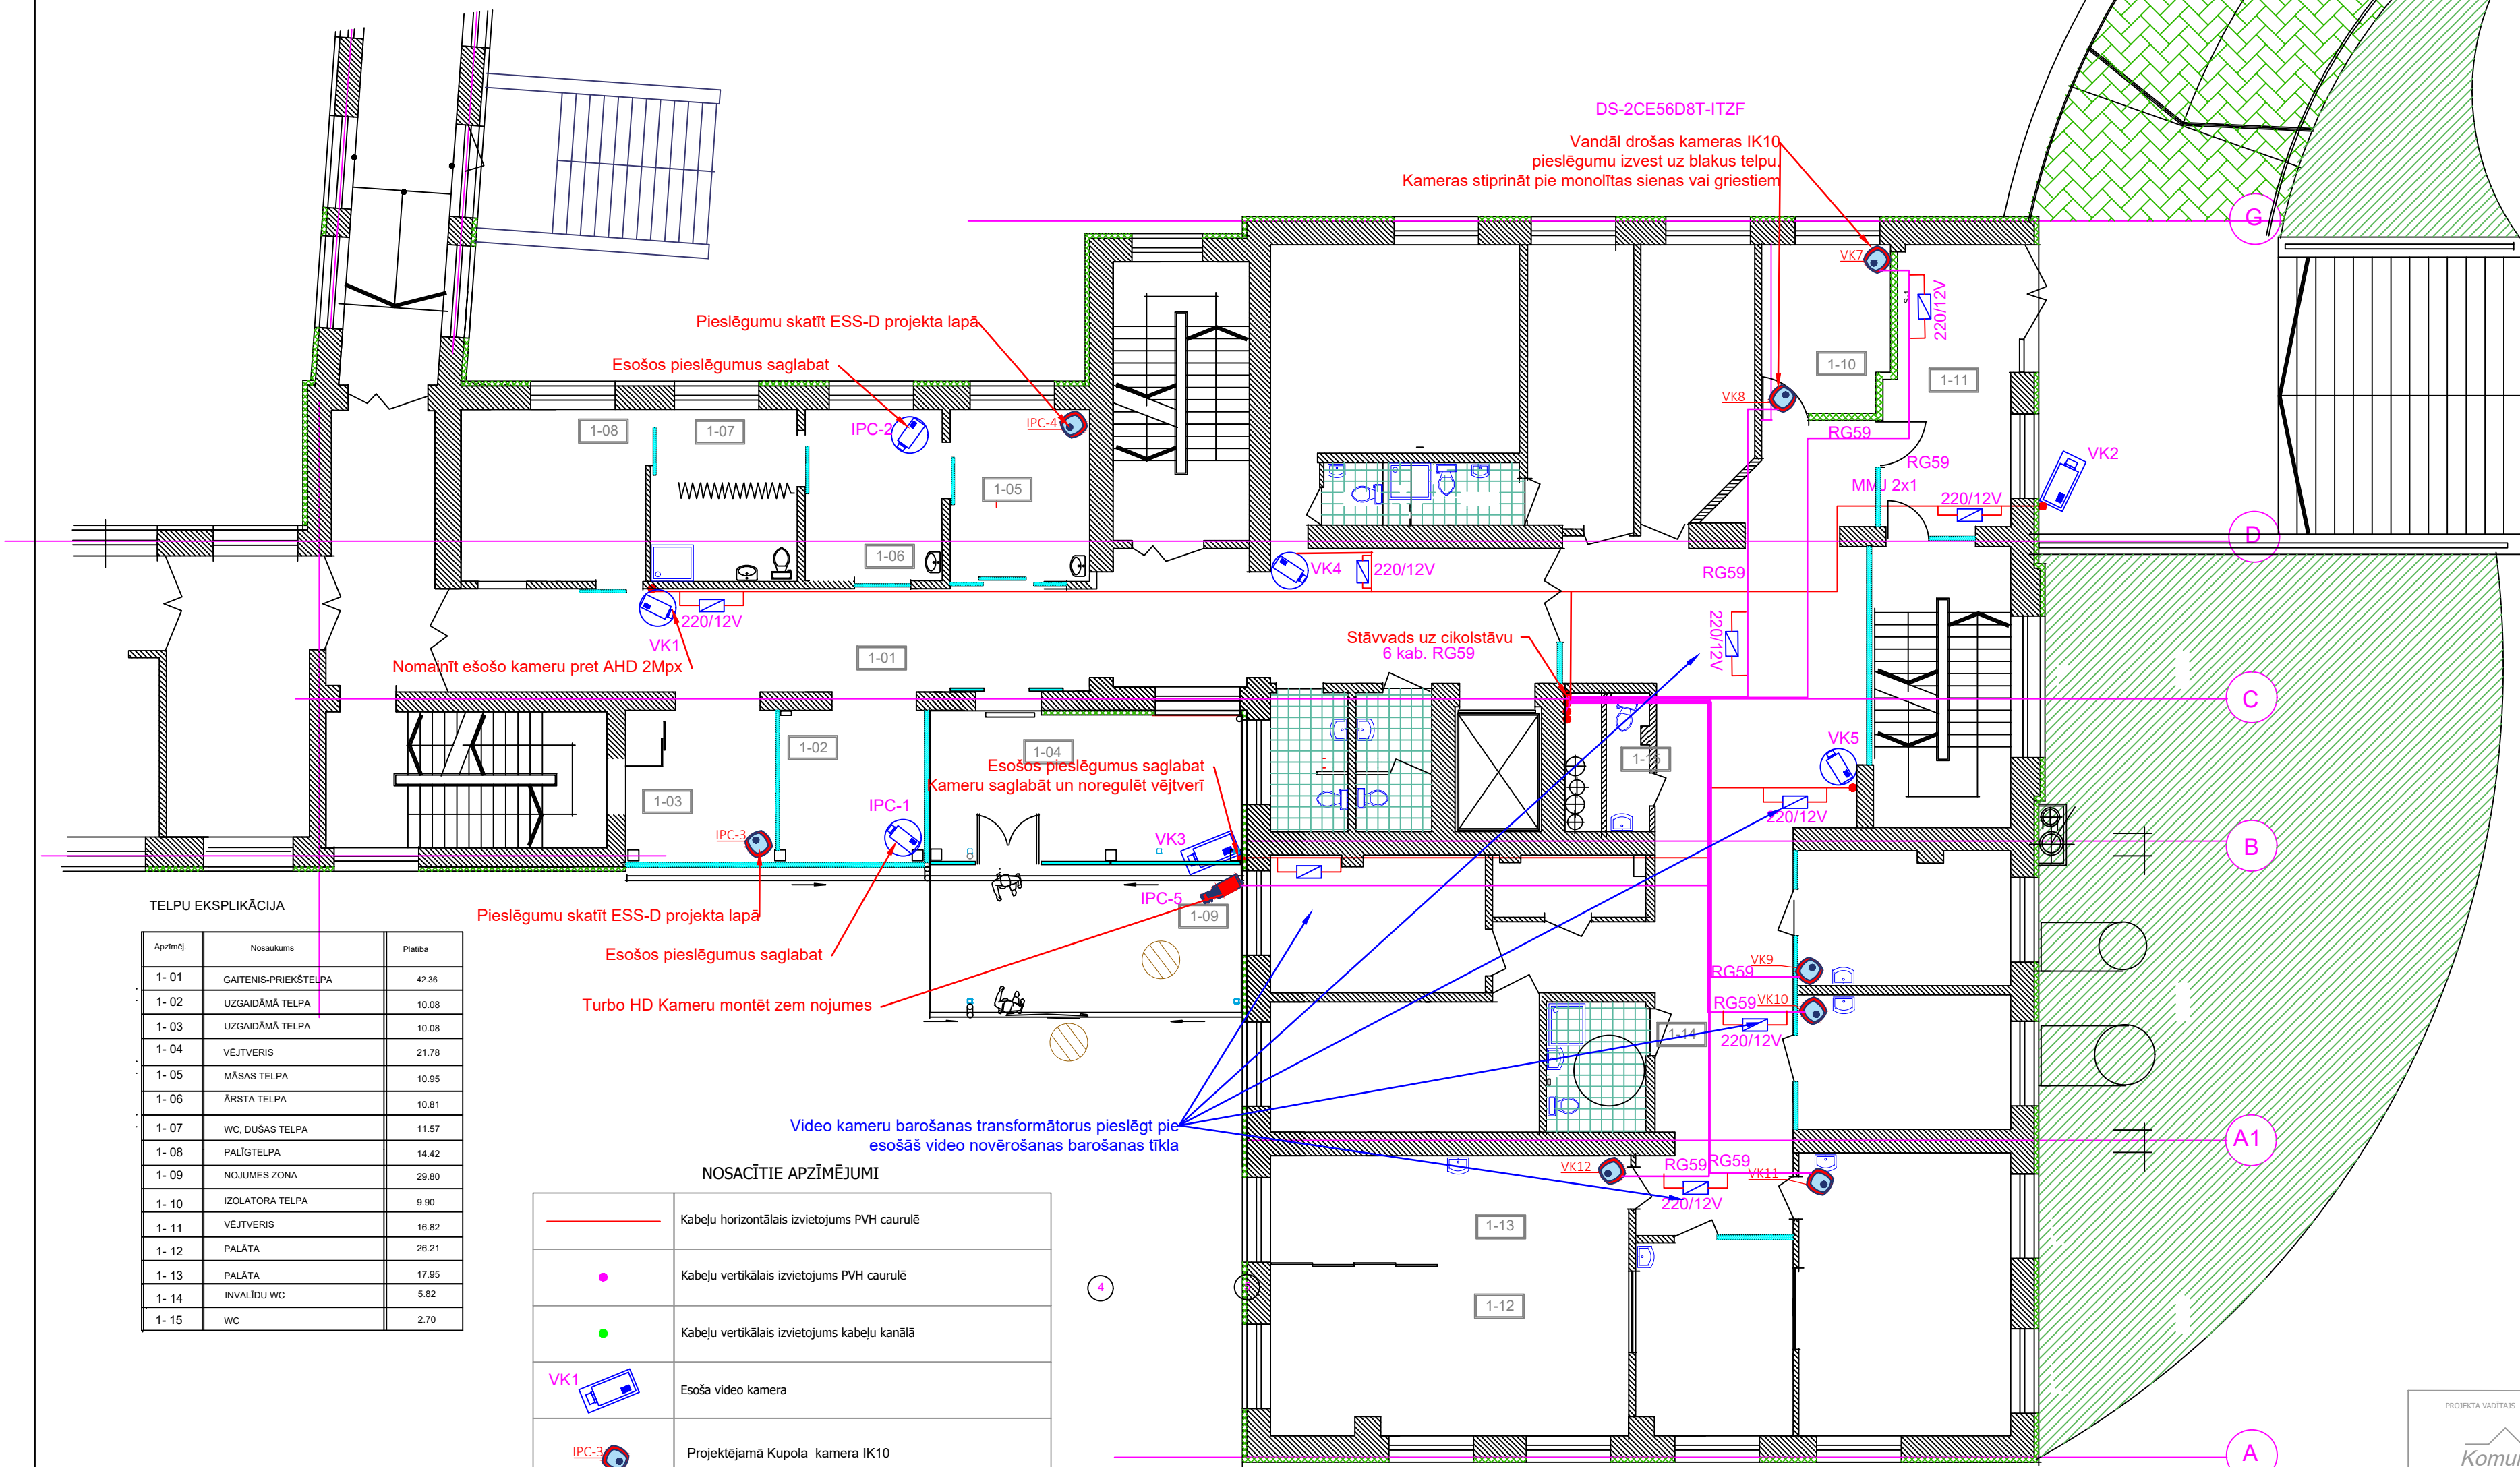 DS-2CE56D8T-ITZF
Vandāl drošas kameras IK10
pieslēgumu izvest uz blakus telpu.
Kameras stiprināt pie monolītas sienas vai griestiem
G
VK7
220/12V
S-1
Pieslēgumu skatīt ESS-D projekta lapā
Esošos pieslēgumus saglabat
1-10
1-11
VK8
1-08
1-07
IPC-2
IPC-4
RG59
VK2
RG59
1-05
MMJ 2x1
220/12V
D
1-06
VK4
220/12V
RG59
220/12V
VK1
Nomainīt ešošo kameru pret AHD 2Mpx
1-01
Stāvvads uz cikolstāvu
6 kab. RG59
220/12V
C
1-02
1-04
VK5
Esošos pieslēgumus saglabat
Kameru saglabāt un noregulēt vējtverī
1-15
1-03
IPC-1
220/12V
IPC-3
VK3
B
IPC-5
1-09
TELPU EKSPLIKĀCIJA
Pieslēgumu skatīt ESS-D projekta lapā
Esošos pieslēgumus saglabat
Turbo HD Kameru montēt zem nojumes
VK9
RG59
RG59
VK10
220/12V
1-14
Apzīmēj. Nosaukums Platība
1- 01 GAITENIS-PRIEKŠTELPA 42.36
1- 02 UZGAIDĀMĀ TELPA 10.08
1- 03 UZGAIDĀMĀ TELPA 10.08
1- 04 VĒJTVERIS 21.78
1- 05 MĀSAS TELPA 10.95
1- 06 ĀRSTA TELPA 10.81
1- 07 WC, DUŠAS TELPA 11.57
1- 08 PALĪGTELPA 14.42
1- 09 NOJUMES ZONA 29.80
1- 10 IZOLATORA TELPA 9.90
1- 11 VĒJTVERIS 16.82
1- 12 PALĀTA 26.21
1- 13 PALĀTA 17.95
1- 14 INVALĪDU WC 5.82
1- 15 WC 2.70
Video kameru barošanas transformātorus pieslēgt pie
esošāš video novērošanas barošanas tīkla
A1
VK12
RG59
RG59
VK11
220/12V
1-13
1-12
4
NOSACĪTIE APZĪMĒJUMI
Kabeļu horizontālais izvietojums PVH caurulē
Kabeļu vertikālais izvietojums PVH caurulē
Kabeļu vertikālais izvietojums kabeļu kanālā
VK1 Esoša video kamera
IPC-3 Projektējamā Kupola kamera IK10
A
PROJEKTA VADĪTĀJS
Komu